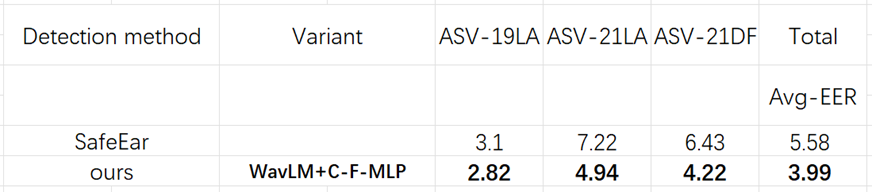 Detection method Variant ASV-19LA ASV-21LA ASV-21DF Total
Avg-EER
SafeEar 3.1 7.22 6.43 5.58
ours WavLM+C-F-MLP 2.82 4.94 4.22 3.99